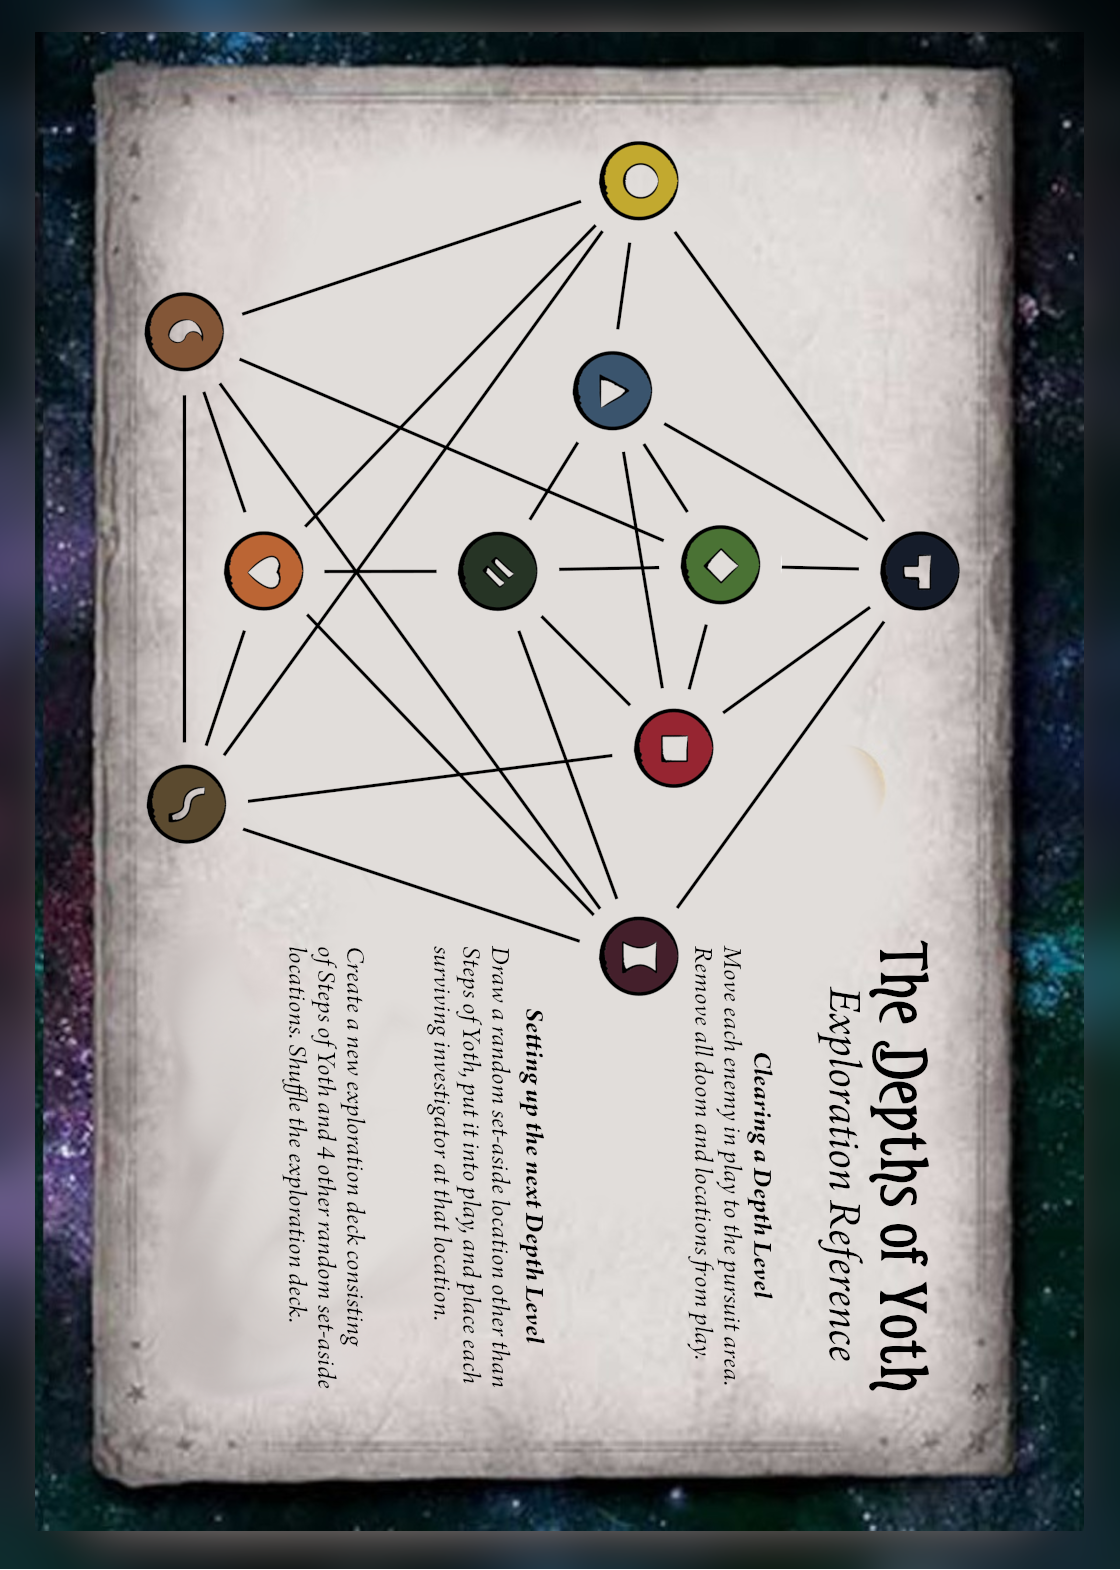 The Depths of Yoth
Exploration Reference
Clearing a Depth Level
Move each enemy in play to the pursuit area.
Remove all doom and locations from play.
Setting up the next Depth Level
Draw a random set-aside location other than
Steps of Yoth, put it into play, and place each
surviving investigator at that location.
Create a new exploration deck consisting
of Steps of Yoth and 4 other random set-aside
locations. Shuffle the exploration deck.